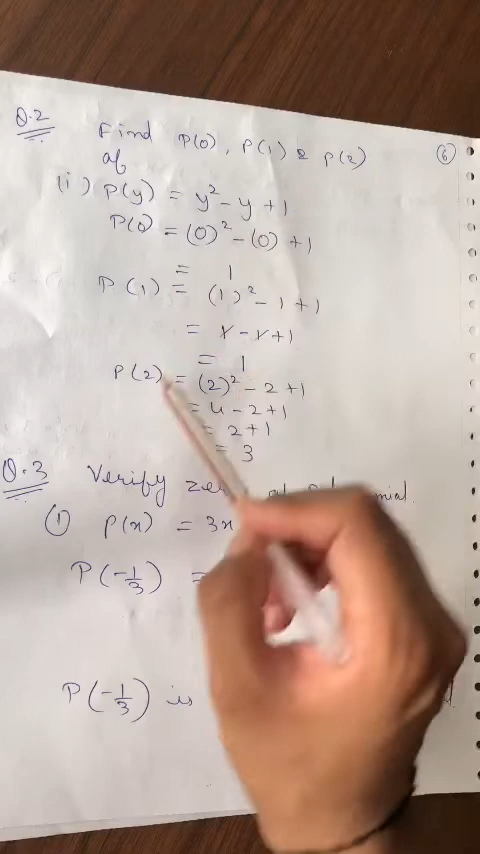 Q.2 Find P(0), P(1) & P(2) ⑥
of
(i) P(y) = y² - y + 1
P(0) = (0)² - (0) + 1
= 1
P(1) = (1)² - 1 + 1
= 1 - 1 + 1
= 1
P(2) = (2)² - 2 + 1
= 4 - 2 + 1
= 2 + 1
= 3
Q.3 Verify
① P(x) = 3x
P(-1/3) =
P(-1/3) is